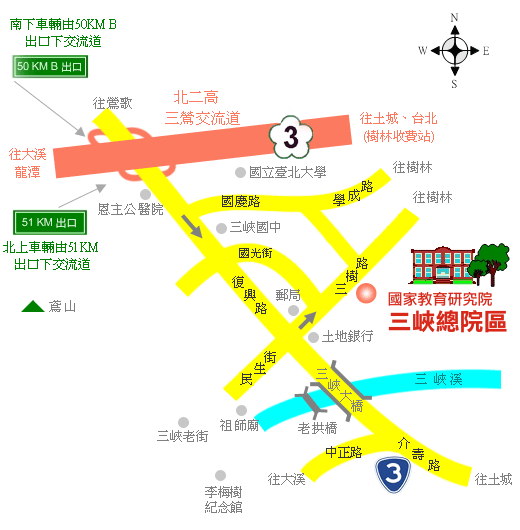 南下車輛由50KM B
出口下交流道
50 KM B 出口
N
W
E
S
往鶯歌
北二高
三鶯交流道
3
往土城、台北
(樹林收費站)
往大溪
龍潭
國立臺北大學
往樹林
恩主公醫院
國慶路
學成路
往樹林
51 KM 出口
北上車輛由51KM
出口下交流道
三峽國中
國光街
復興路
三樹路
郵局
國家教育研究院
三峽總院區
鳶山
土地銀行
民生街
三峽大橋
三峽溪
祖師廟
老拱橋
三峽老街
中正路
介壽路
往大溪
3
往土城
李梅樹
紀念館